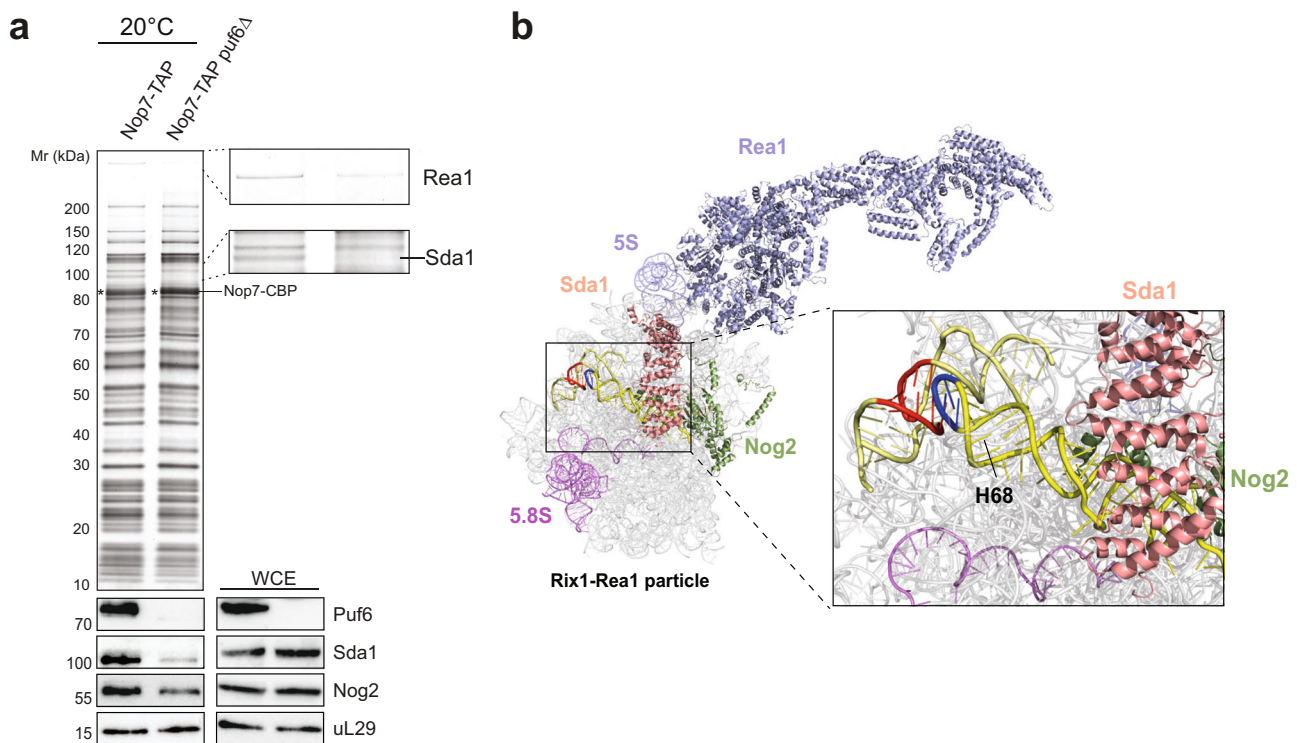 a
20°C
Nop7-TAP
Nop7-TAP puf6Δ
Mr (kDa)
200
150
120
100
80
70
60
50
40
30
20
10
* *
Rea1
Sda1
Nop7-CBP
WCE
70
Puf6
100
Sda1
55
Nog2
15
uL29
b
Rea1
5S
Sda1
Nog2
5.8S
Rix1-Rea1 particle
Sda1
H68
Nog2